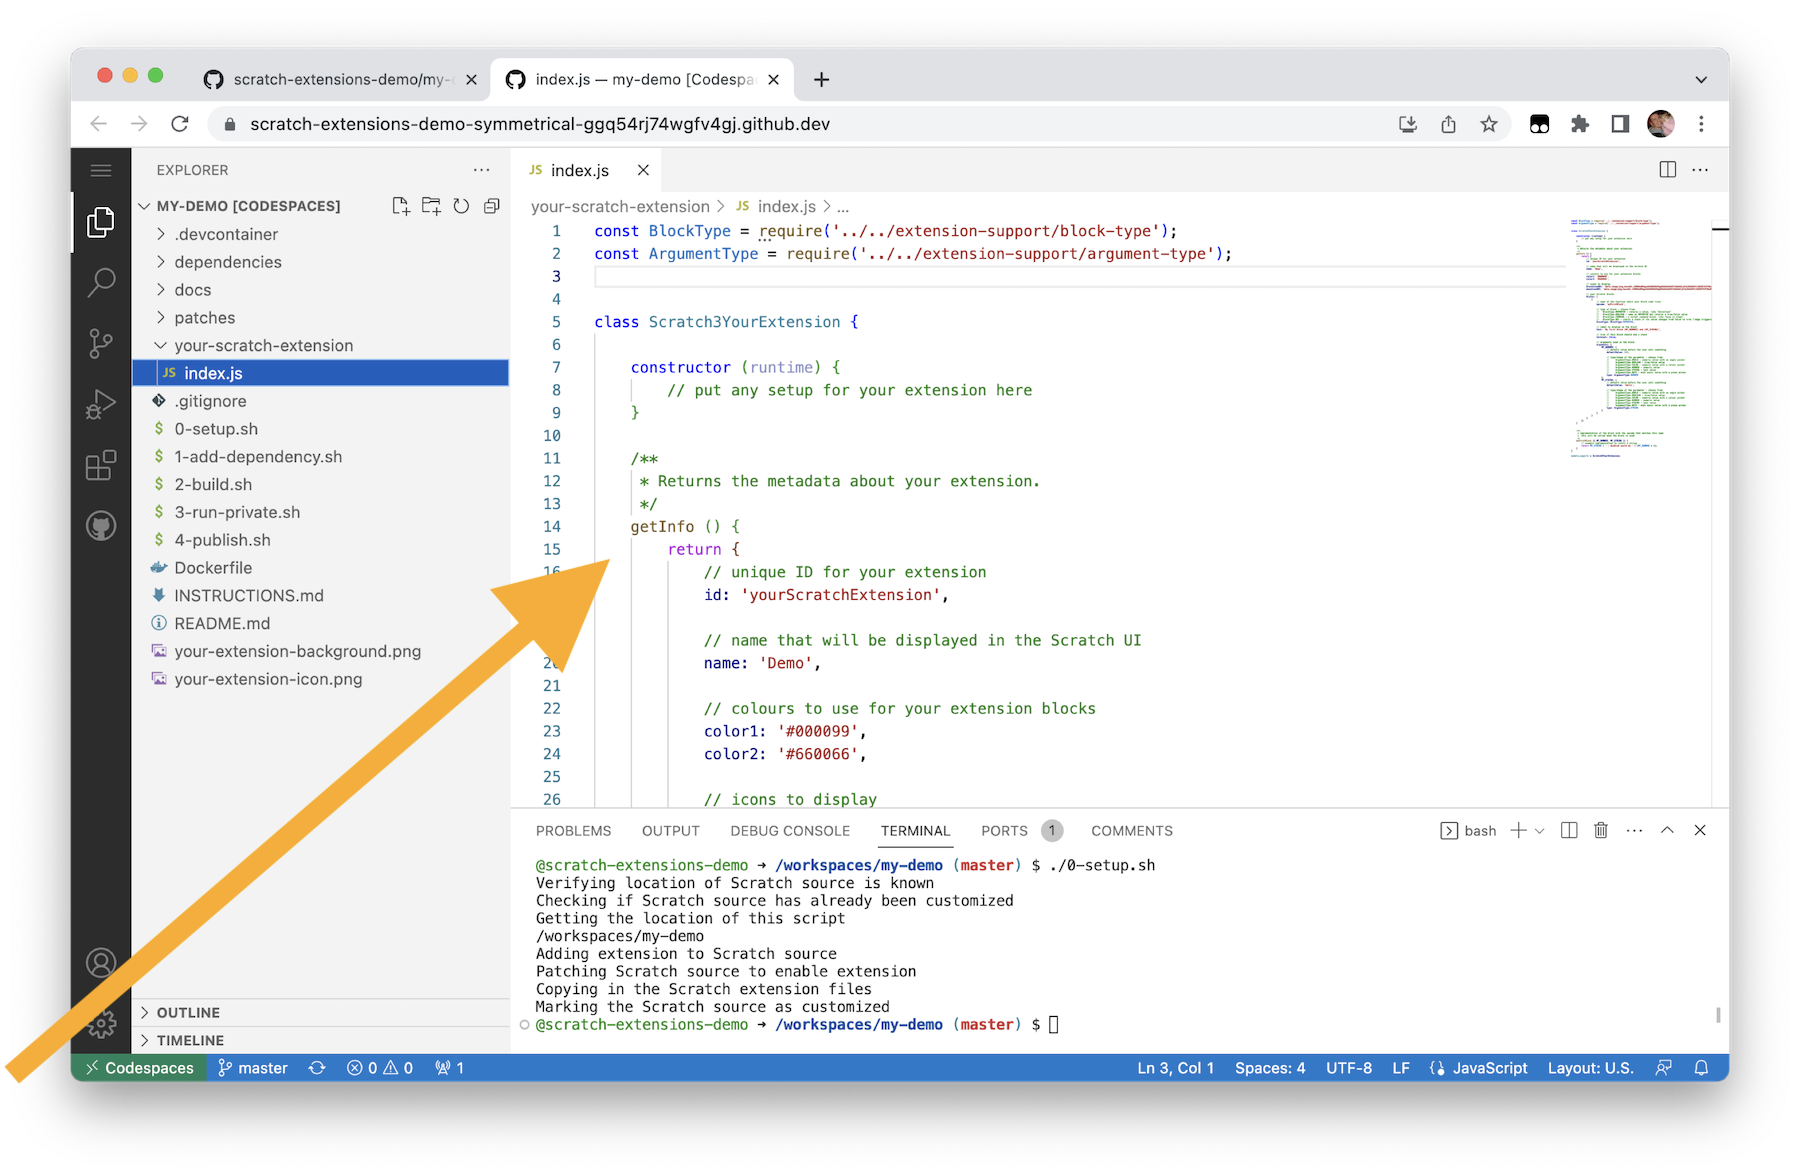 scratch-extensions-demo/my-
index.js — my-demo [Codespa
scratch-extensions-demo-symmetrical-ggq54rj74wgfv4gj.github.dev
EXPLORER
MY-DEMO [CODESPACES]
.devcontainer
dependencies
docs
patches
your-scratch-extension
JS index.js
.gitignore
$ 0-setup.sh
$ 1-add-dependency.sh
$ 2-build.sh
$ 3-run-private.sh
$ 4-publish.sh
Dockerfile
INSTRUCTIONS.md
README.md
your-extension-background.png
your-extension-icon.png
OUTLINE
TIMELINE
JS index.js
your-scratch-extension > JS index.js > ...
1 const BlockType = require('../../extension-support/block-type');
2 const ArgumentType = require('../../extension-support/argument-type');
3
4
5 class Scratch3YourExtension {
6
7 constructor (runtime) {
8 // put any setup for your extension here
9 }
10
11 /**
12 * Returns the metadata about your extension.
13 */
14 getInfo () {
15 return {
16 // unique ID for your extension
id: 'yourScratchExtension',
// name that will be displayed in the Scratch UI
20 name: 'Demo',
21
22 // colours to use for your extension blocks
23 color1: '#000099',
24 color2: '#660066',
25
26 // icons to display
PROBLEMS OUTPUT DEBUG CONSOLE TERMINAL PORTS 1 COMMENTS
bash
@scratch-extensions-demo → /workspaces/my-demo (master) $ ./0-setup.sh
Verifying location of Scratch source is known
Checking if Scratch source has already been customized
Getting the location of this script
/workspaces/my-demo
Adding extension to Scratch source
Patching Scratch source to enable extension
Copying in the Scratch extension files
Marking the Scratch source as customized
@scratch-extensions-demo → /workspaces/my-demo (master) $
Codespaces master 0 0 1 Ln 3, Col 1 Spaces: 4 UTF-8 LF JavaScript Layout: U.S.